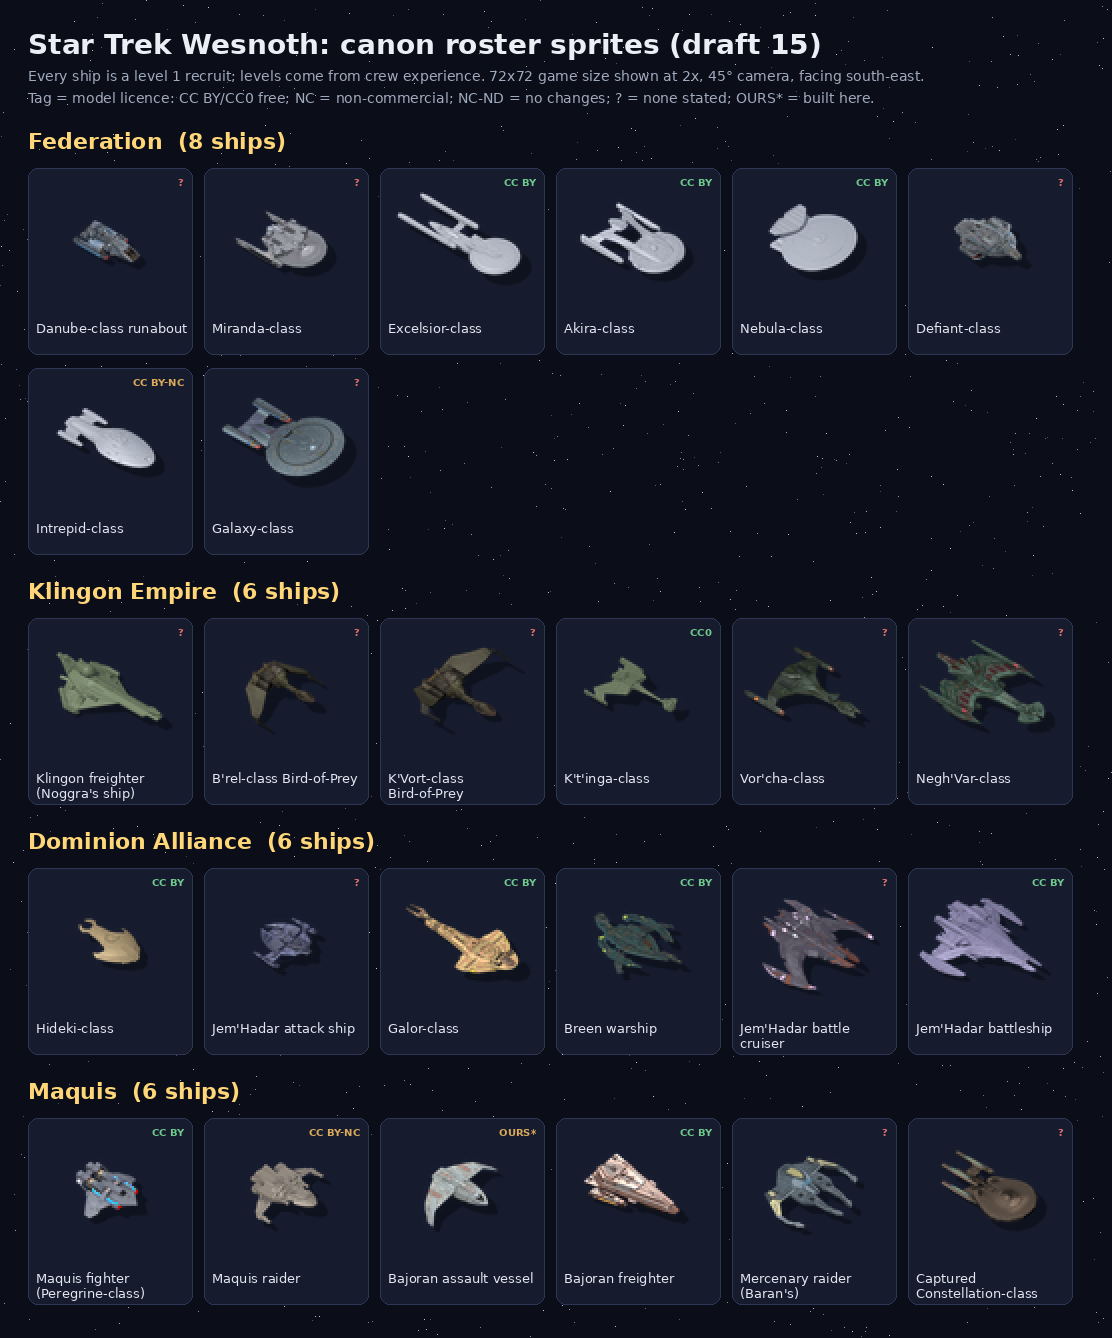 Star Trek Wesnoth: canon roster sprites (draft 15)
Every ship is a level 1 recruit; levels come from crew experience. 72x72 game size shown at 2x, 45° camera, facing south-east.
Tag = model licence: CC BY/CC0 free; NC = non-commercial; NC-ND = no changes; ? = none stated; OURS* = built here.
Federation (8 ships)
?
Danube-class runabout
?
Miranda-class
CC BY
Excelsior-class
CC BY
Akira-class
CC BY
Nebula-class
?
Defiant-class
CC BY-NC
Intrepid-class
?
Galaxy-class
Klingon Empire (6 ships)
?
Klingon freighter
(Noggra's ship)
?
B'rel-class Bird-of-Prey
?
K'Vort-class
Bird-of-Prey
CC0
K't'inga-class
?
Vor'cha-class
?
Negh'Var-class
Dominion Alliance (6 ships)
CC BY
Hideki-class
?
Jem'Hadar attack ship
CC BY
Galor-class
CC BY
Breen warship
?
Jem'Hadar battle
cruiser
CC BY
Jem'Hadar battleship
Maquis (6 ships)
CC BY
Maquis fighter
(Peregrine-class)
CC BY-NC
Maquis raider
OURS*
Bajoran assault vessel
CC BY
Bajoran freighter
?
Mercenary raider
(Baran's)
?
Captured
Constellation-class